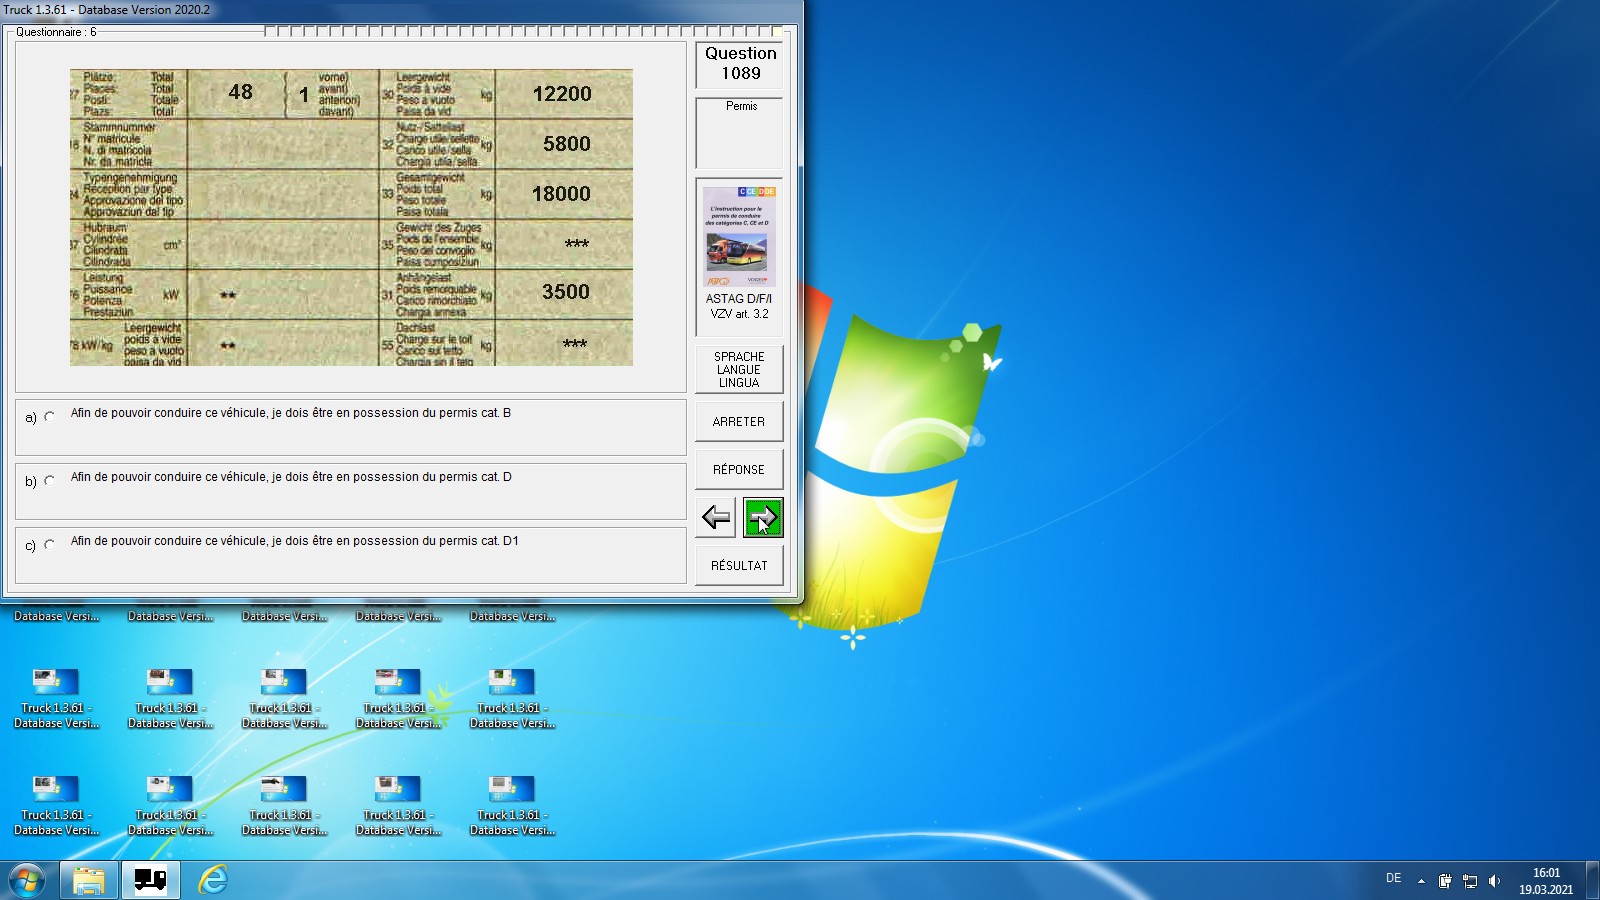 Truck 1.3.61 - Database Version 2020.2
Questionnaire : 6
27 Plätze: Total
Places: Total
Posti: Totale
Plazs: Total
48
1
vorne)
avant)
anteriori)
davant)
30 Leergewicht
Poids à vide
Peso a vuoto
Paisa da vid
kg
12200
Stammnummer
N° matricule
N. di matricola
Nr. da matricla
32 Nutz-/Sattellast
Charge utile/sellette
Carico utile/sella
Chargia utila/sella
kg
5800
24 Typengenehmigung
Réception par type
Approvazione del tipo
Approvaziun dal tip
33 Gesamtgewicht
Poids total
Peso totale
Paisa totala
kg
18000
37 Hubraum
Cylindrée
Cilindrata
Cilindrada
cm³
35 Gewicht des Zuges
Poids de l'ensemble
Peso del convoglio
Paisa cumposiziun
kg
***
76 Leistung
Puissance
Potenza
Prestaziun
kW
**
31 Anhängelast
Poids remorquable
Carico rimorchiato
Chargia annexa
kg
3500
78 kW/kg
Leergewicht
poids à vide
peso a vuoto
paisa da vid
**
55 Dachlast
Charge sur le toit
Carico sul tetto
Chargia sin il tetg
kg
***
Question
1089
Permis
C CE D DE
L'instruction pour le
permis de conduire
des catégories C, CE et D
ASTAG D/F/I
VZV art. 3.2
SPRACHE
LANGUE
LINGUA
ARRETER
RÉPONSE
RÉSULTAT
a) Afin de pouvoir conduire ce véhicule, je dois être en possession du permis cat. B
b) Afin de pouvoir conduire ce véhicule, je dois être en possession du permis cat. D
c) Afin de pouvoir conduire ce véhicule, je dois être en possession du permis cat. D1
Database Versi... Database Versi... Database Versi... Database Versi... Database Versi...
Truck 1.3.61 - Truck 1.3.61 - Truck 1.3.61 - Truck 1.3.61 - Truck 1.3.61 -
Database Versi... Database Versi... Database Versi... Database Versi... Database Versi...
Truck 1.3.61 - Truck 1.3.61 - Truck 1.3.61 - Truck 1.3.61 - Truck 1.3.61 -
Database Versi... Database Versi... Database Versi... Database Versi... Database Versi...
DE
16:01
19.03.2021